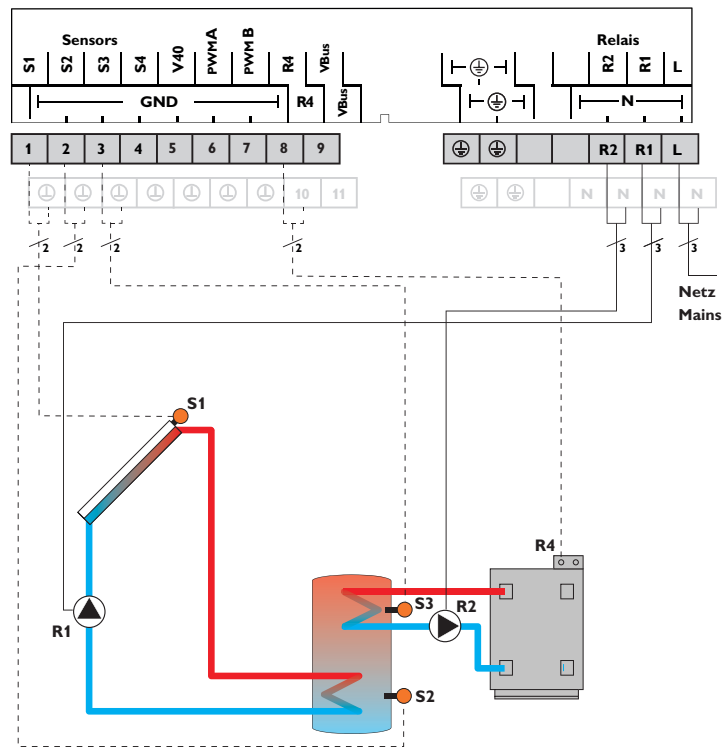 Sensors
Relais
S1 S2 S3 S4 V40 PWM A PWM B R4 VBus
R2 R1 L
GND R4 VBus
N
1 2 3 4 5 6 7 8 9
R2 R1 L
10 11
N N N N
2 2 2 2
3 3 3
Netz
Mains
S1
R4
S3 R2
R1
S2